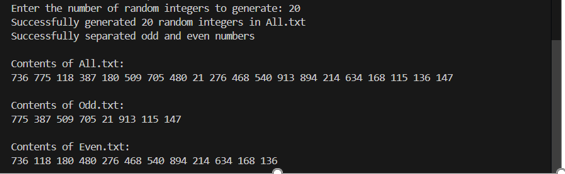 Enter the number of random integers to generate: 20
Successfully generated 20 random integers in All.txt
Successfully separated odd and even numbers
Contents of All.txt:
736 775 118 387 180 509 705 480 21 276 468 540 913 894 214 634 168 115 136 147
Contents of Odd.txt:
775 387 509 705 21 913 115 147
Contents of Even.txt:
736 118 180 480 276 468 540 894 214 634 168 136